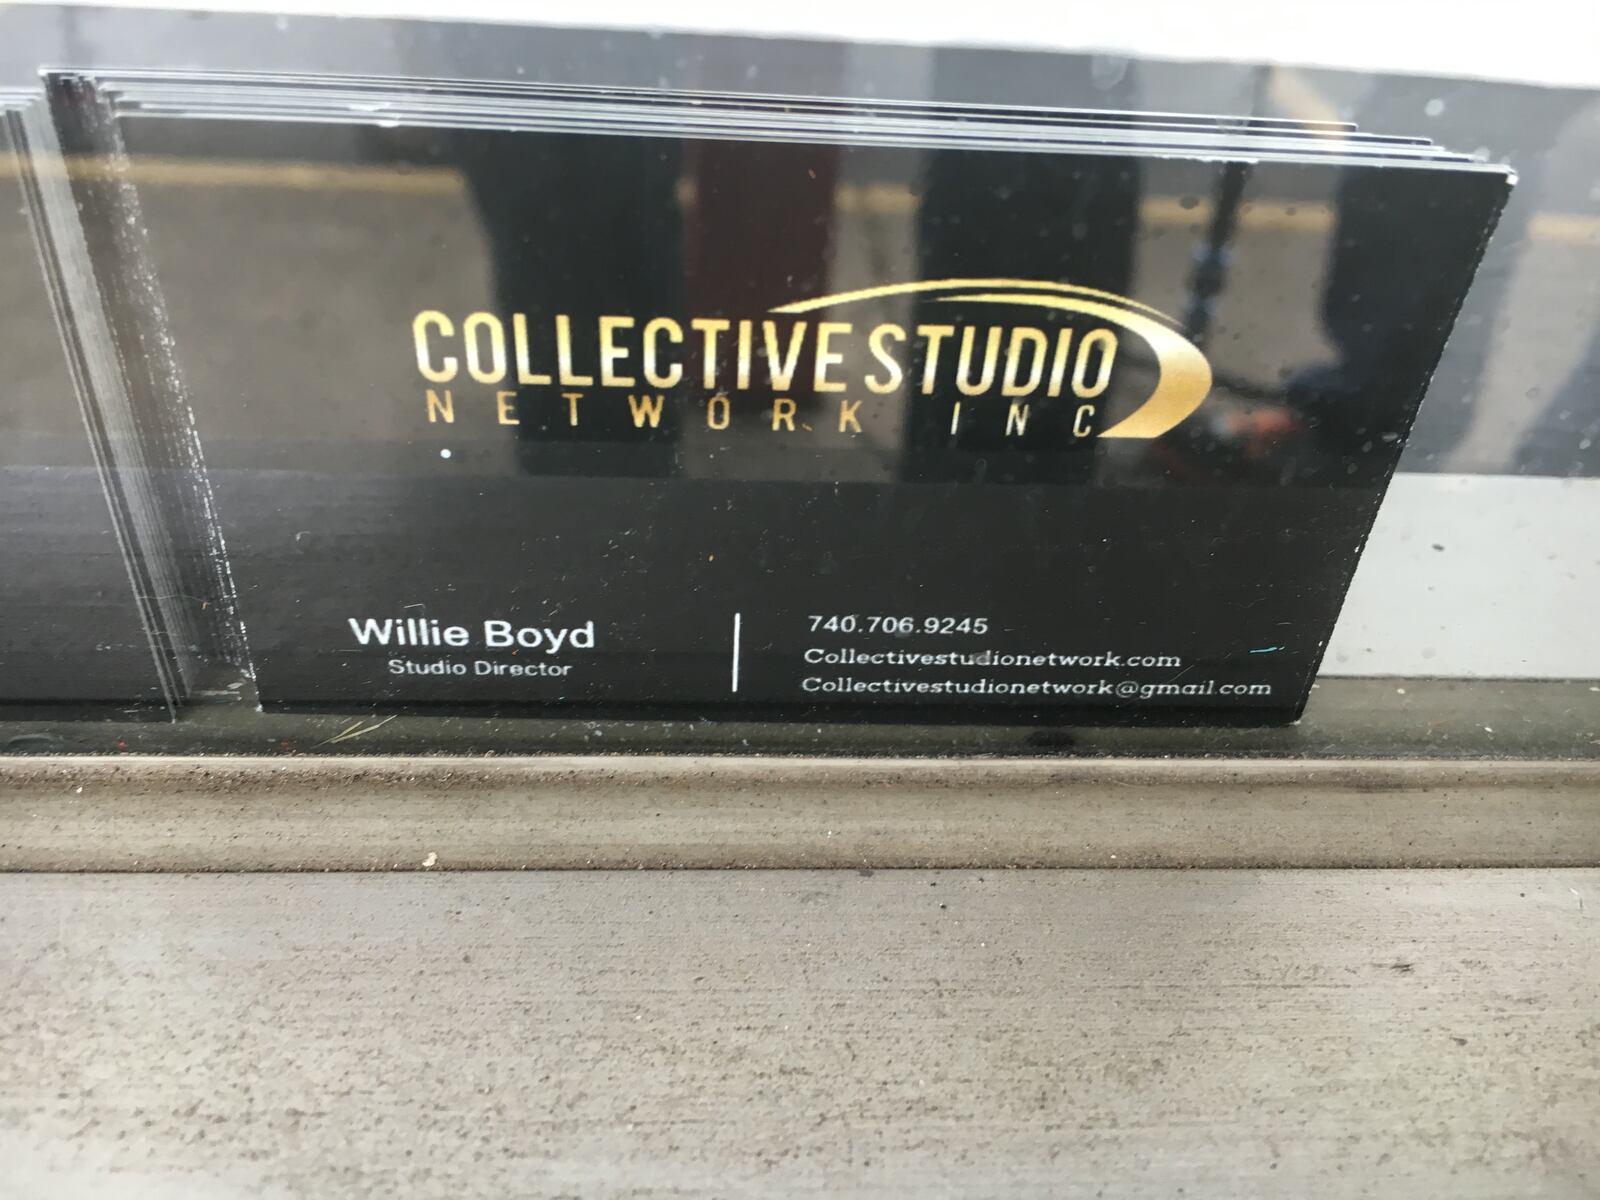 COLLECTIVE STUDIO
NETWORK INC
Willie Boyd
Studio Director
740.706.9245
Collectivestudionetwork.com
Collectivestudionetwork@gmail.com